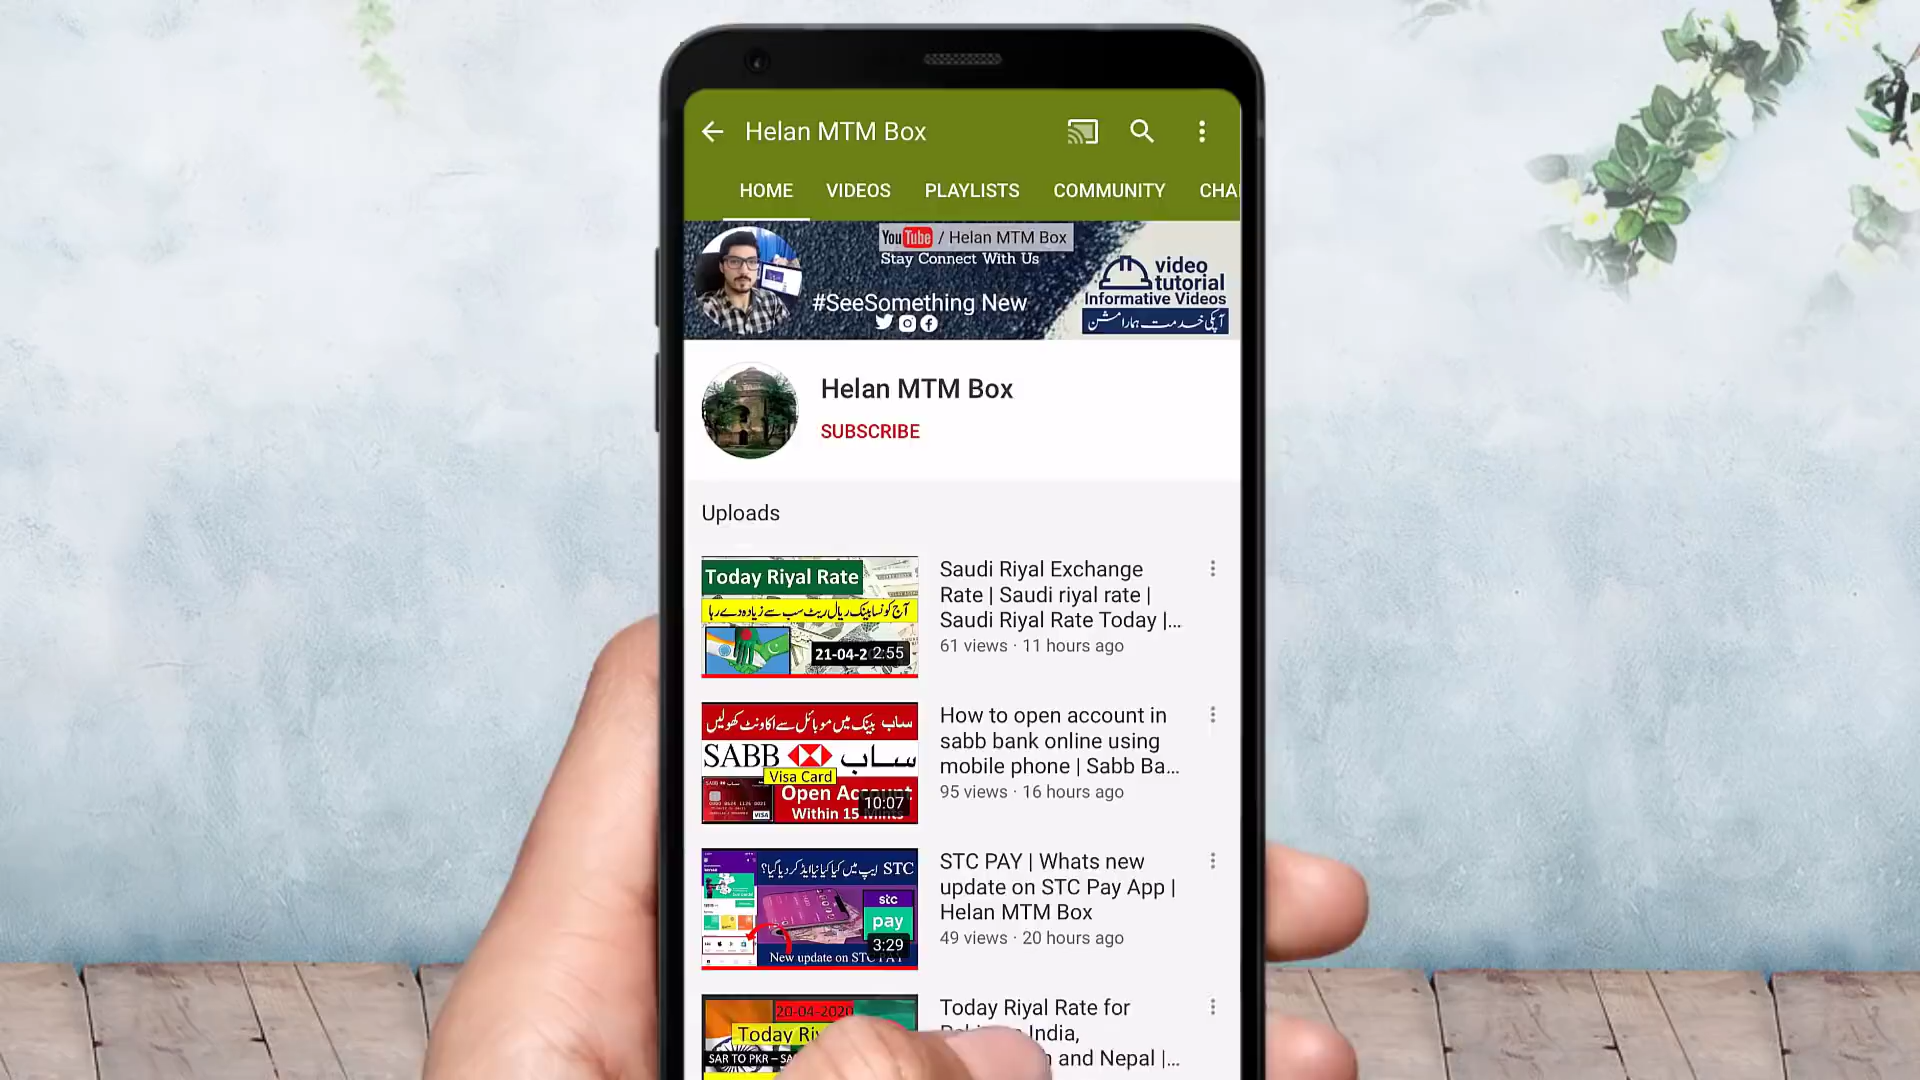 Helan MTM Box
HOME VIDEOS PLAYLISTS COMMUNITY CHA
YouTube / Helan MTM Box
Stay Connect With Us
#SeeSomething New
video
tutorial
Informative Videos
آپکی خدمت ہمارا مشن
Helan MTM Box
SUBSCRIBE
Uploads
Today Riyal Rate
آج کونسا بینک ریال ریٹ سب سے زیادہ دے رہا
21-04-2
2:55
Saudi Riyal Exchange
Rate | Saudi riyal rate |
Saudi Riyal Rate Today |...
61 views · 11 hours ago
ساب بینک میں موبائل سے اکاونٹ کھولیں
SABB ساب
Visa Card
Open Account
Within 15 Mints
VISA
10:07
How to open account in
sabb bank online using
mobile phone | Sabb Ba...
95 views · 16 hours ago
STC ایپ میں کیا کیا نیا ایڈ کر دیا گیا؟
stc
pay
New update on STC PAY
3:29
STC PAY | Whats new
update on STC Pay App |
Helan MTM Box
49 views · 20 hours ago
20-04-2020
Today Riy
SAR TO PKR – SA
Today Riyal Rate for
India,
and Nepal |...